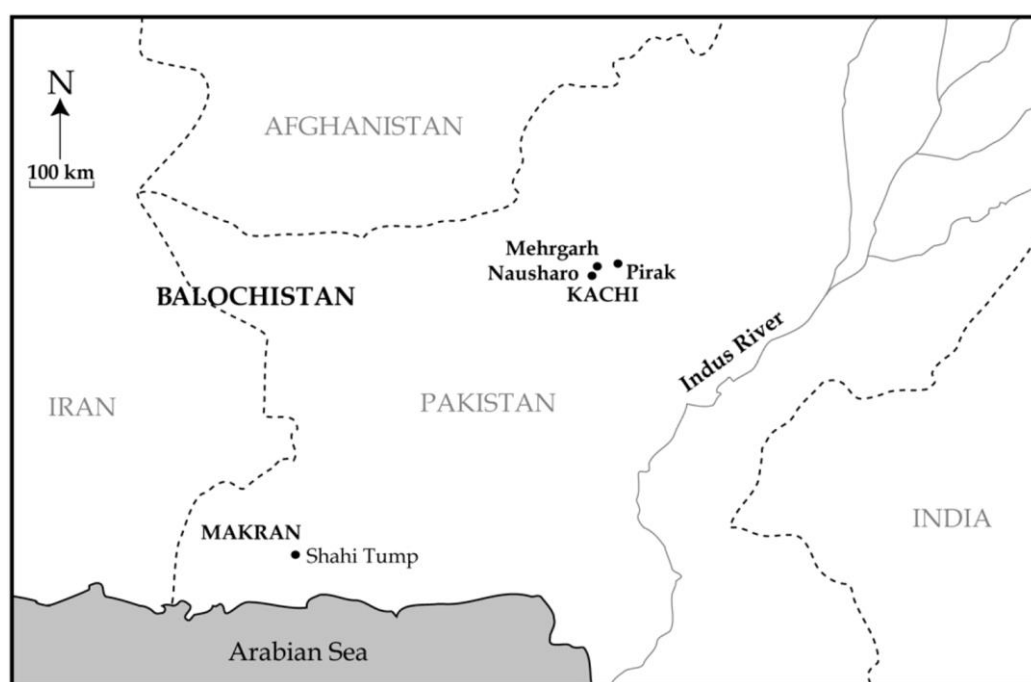 N
100 km
AFGHANISTAN
Mehrgarh
Nausharo
Pirak
KACHI
BALOCHISTAN
Indus River
IRAN
PAKISTAN
INDIA
MAKRAN
Shahi Tump
Arabian Sea